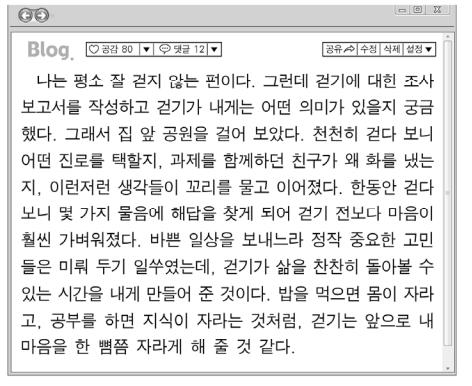 Blog.
♡ 공감 80 ▼ 댓글 12 ▼ 공유 수정 삭제 설정 ▼
나는 평소 잘 걷지 않는 편이다. 그런데 걷기에 대한 조사
보고서를 작성하고 걷기가 내게는 어떤 의미가 있을지 궁금
했다. 그래서 집 앞 공원을 걸어 보았다. 천천히 걷다 보니
어떤 진로를 택할지, 과제를 함께하던 친구가 왜 화를 냈는
지, 이런저런 생각들이 꼬리를 물고 이어졌다. 한동안 걷다
보니 몇 가지 물음에 해답을 찾게 되어 걷기 전보다 마음이
훨씬 가벼워졌다. 바쁜 일상을 보내느라 정작 중요한 고민
들은 미뤄 두기 일쑤였는데, 걷기가 삶을 찬찬히 돌아볼 수
있는 시간을 내게 만들어 준 것이다. 밥을 먹으면 몸이 자라
고, 공부를 하면 지식이 자라는 것처럼, 걷기는 앞으로 내
마음을 한 뼘쯤 자라게 해 줄 것 같다.